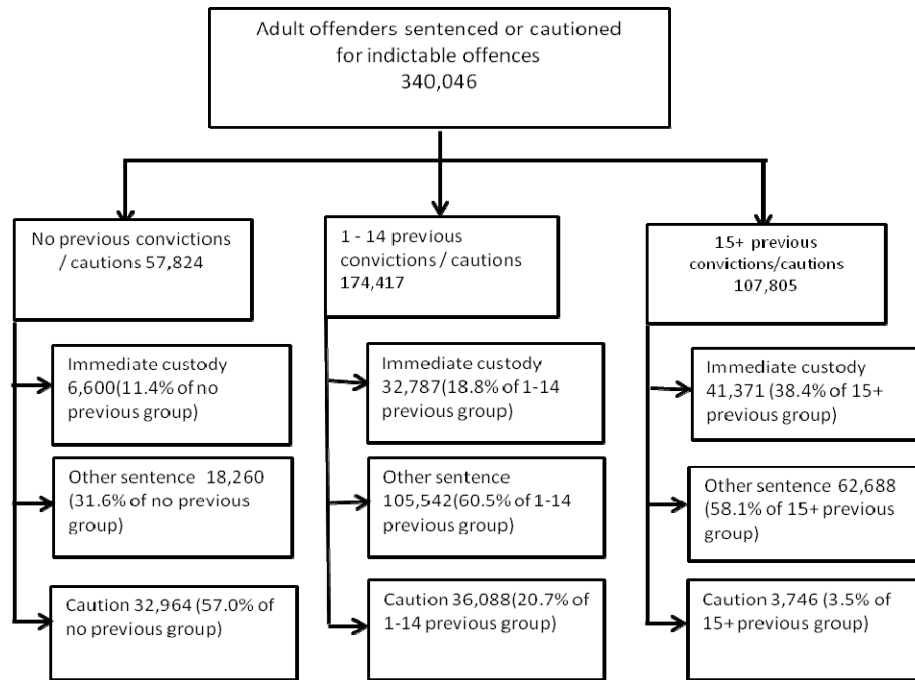 Adult offenders sentenced or cautioned
for indictable offences
340,046
No previous convictions
/ cautions 57,824
1 - 14 previous
convictions / cautions
174,417
15+ previous
convictions/cautions
107,805
Immediate custody
6,600(11.4% of no
previous group)
Immediate custody
32,787(18.8% of 1-14
previous group)
Immediate custody
41,371 (38.4% of 15+
previous group)
Other sentence 18,260
(31.6% of no previous
group)
Other sentence
105,542(60.5% of 1-14
previous group)
Other sentence 62,688
(58.1% of 15+ previous
group)
Caution 32,964 (57.0% of
no previous group)
Caution 36,088(20.7% of
1-14 previous group)
Caution 3,746 (3.5% of
15+ previous group)